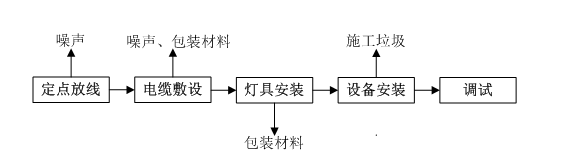 噪声
噪声、包装材料
施工垃圾
定点放线
电缆敷设
灯具安装
设备安装
调试
包装材料